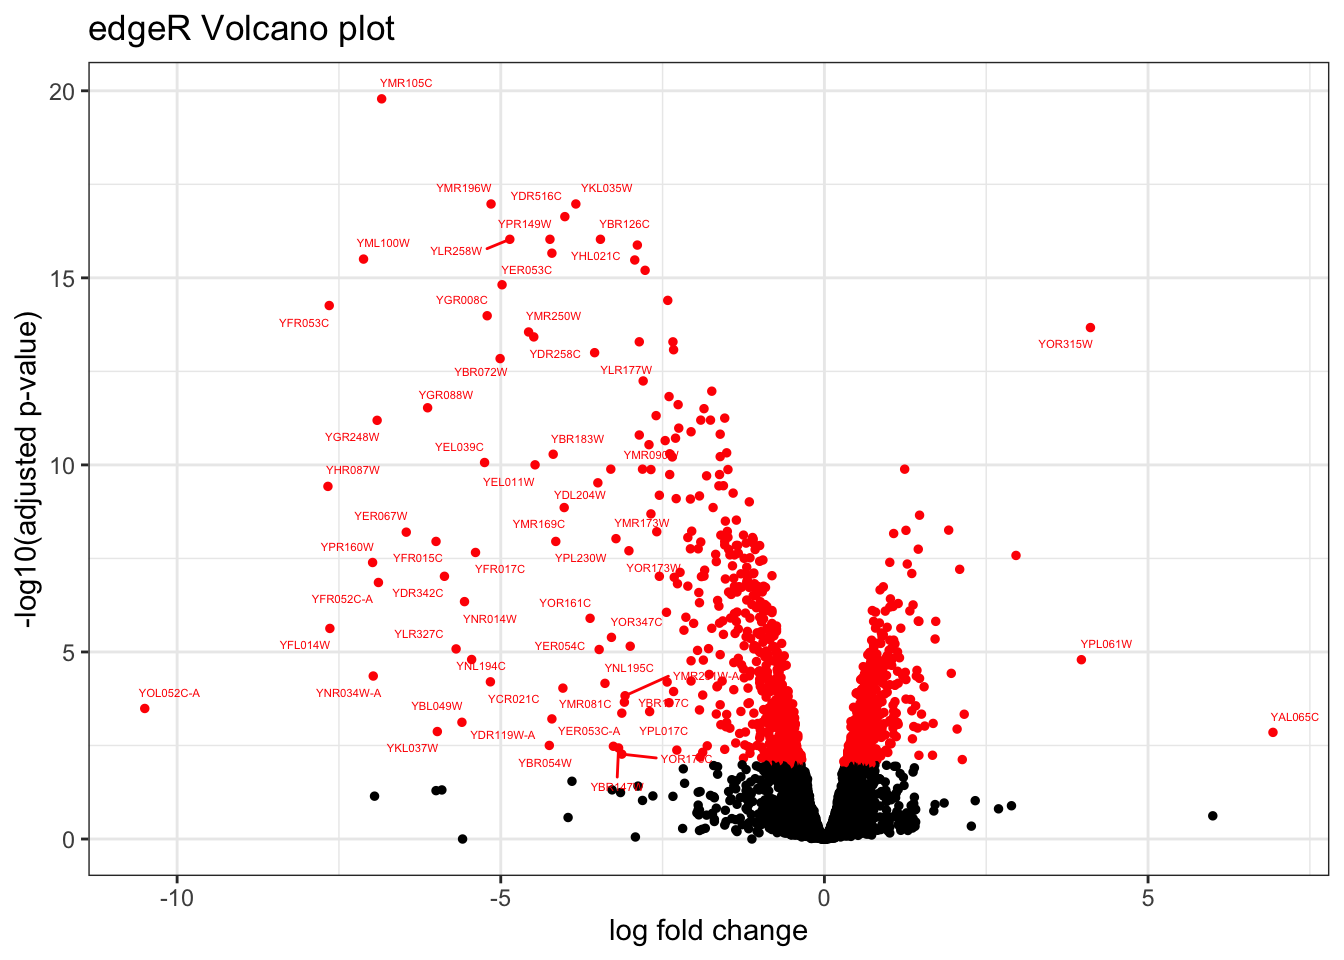 edgeR Volcano plot
20
15
10
5
0
-log10(adjusted p-value)
YMR105C
YMR196W
YDR516C
YKL035W
YPR149W
YBR126C
YML100W
YLR258W
YHL021C
YER053C
YGR008C
YMR250W
YFR053C
YDR258C
YOR315W
YBR072W
YLR177W
YGR088W
YGR248W
YEL039C
YBR183W
YMR090W
YHR087W
YEL011W
YDL204W
YER067W
YMR169C
YMR173W
YPR160W
YFR015C
YPL230W
YFR017C
YOR173W
YFR052C-A
YDR342C
YNR014W
YOR161C
YOR347C
YLR327C
YFL014W
YER054C
YPL061W
YNL194C
YNL195C
YOL052C-A
YNR034W-A
YCR021C
YMR081C
YBL049W
YAL065C
YKL037W
YDR119W-A
YER053C-A
YPL017C
YBR054W
YBR147W
-10
-5
0
5
log fold change